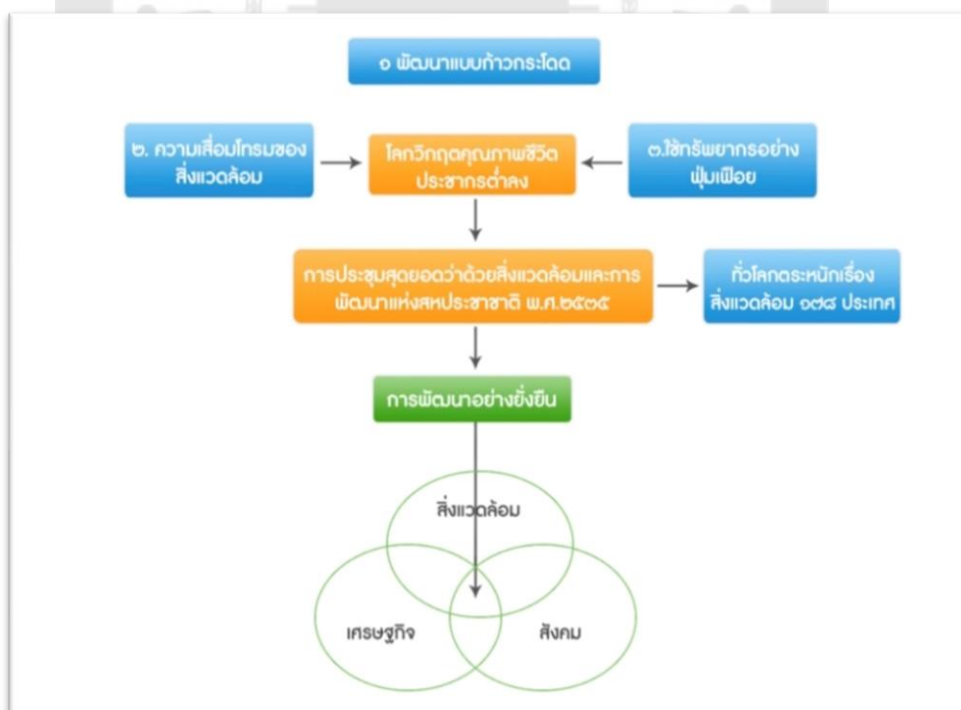 ๑ พัฒนาแบบก้าวกระโดด
๒. ความเสื่อมโทรมของ
สิ่งแวดล้อม
โลกวิกฤตคุณภาพชีวิต
ประชากรต่ำลง
๓.ใช้ทรัพยากรอย่าง
ฟุ่มเฟือย
การประชุมสุดยอดว่าด้วยสิ่งแวดล้อมและการ
พัฒนาแห่งสหประชาชาติ พ.ศ.๒๕๓๕
ทั่วโลกตระหนักเรื่อง
สิ่งแวดล้อม ๑๗๘ ประเทศ
การพัฒนาอย่างยั่งยืน
สิ่งแวดล้อม
เศรษฐกิจ
สังคม